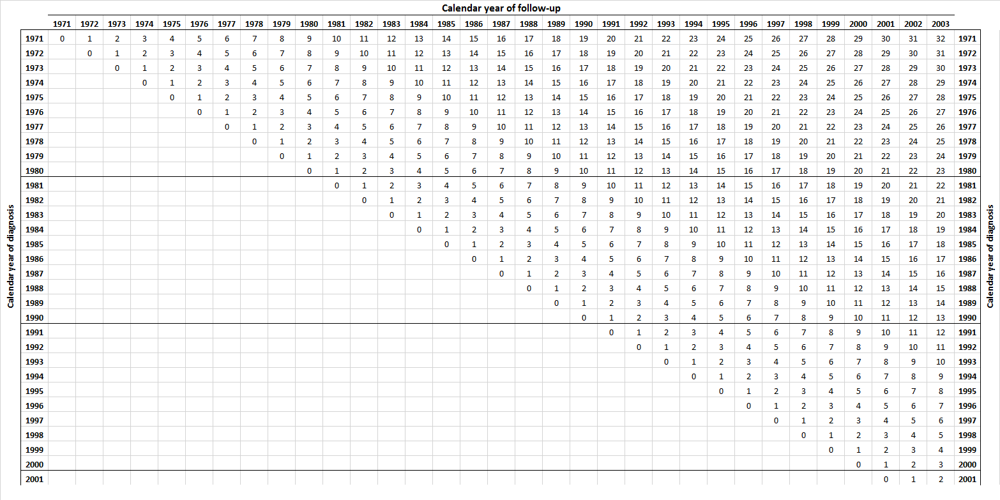 Calendar year of follow-up
1971 1972 1973 1974 1975 1976 1977 1978 1979 1980 1981 1982 1983 1984 1985 1986 1987 1988 1989 1990 1991 1992 1993 1994 1995 1996 1997 1998 1999 2000 2001 2002 2003
Calendar year of diagnosis
1971 0 1 2 3 4 5 6 7 8 9 10 11 12 13 14 15 16 17 18 19 20 21 22 23 24 25 26 27 28 29 30 31 32 1971
1972 0 1 2 3 4 5 6 7 8 9 10 11 12 13 14 15 16 17 18 19 20 21 22 23 24 25 26 27 28 29 30 31 1972
1973 0 1 2 3 4 5 6 7 8 9 10 11 12 13 14 15 16 17 18 19 20 21 22 23 24 25 26 27 28 29 30 1973
1974 0 1 2 3 4 5 6 7 8 9 10 11 12 13 14 15 16 17 18 19 20 21 22 23 24 25 26 27 28 29 1974
1975 0 1 2 3 4 5 6 7 8 9 10 11 12 13 14 15 16 17 18 19 20 21 22 23 24 25 26 27 28 1975
1976 0 1 2 3 4 5 6 7 8 9 10 11 12 13 14 15 16 17 18 19 20 21 22 23 24 25 26 27 1976
1977 0 1 2 3 4 5 6 7 8 9 10 11 12 13 14 15 16 17 18 19 20 21 22 23 24 25 26 1977
1978 0 1 2 3 4 5 6 7 8 9 10 11 12 13 14 15 16 17 18 19 20 21 22 23 24 25 1978
1979 0 1 2 3 4 5 6 7 8 9 10 11 12 13 14 15 16 17 18 19 20 21 22 23 24 1979
1980 0 1 2 3 4 5 6 7 8 9 10 11 12 13 14 15 16 17 18 19 20 21 22 23 1980
1981 0 1 2 3 4 5 6 7 8 9 10 11 12 13 14 15 16 17 18 19 20 21 22 1981
1982 0 1 2 3 4 5 6 7 8 9 10 11 12 13 14 15 16 17 18 19 20 21 1982
1983 0 1 2 3 4 5 6 7 8 9 10 11 12 13 14 15 16 17 18 19 20 1983
1984 0 1 2 3 4 5 6 7 8 9 10 11 12 13 14 15 16 17 18 19 1984
1985 0 1 2 3 4 5 6 7 8 9 10 11 12 13 14 15 16 17 18 1985
1986 0 1 2 3 4 5 6 7 8 9 10 11 12 13 14 15 16 17 1986
1987 0 1 2 3 4 5 6 7 8 9 10 11 12 13 14 15 16 1987
1988 0 1 2 3 4 5 6 7 8 9 10 11 12 13 14 15 1988
1989 0 1 2 3 4 5 6 7 8 9 10 11 12 13 14 1989
1990 0 1 2 3 4 5 6 7 8 9 10 11 12 13 1990
1991 0 1 2 3 4 5 6 7 8 9 10 11 12 1991
1992 0 1 2 3 4 5 6 7 8 9 10 11 1992
1993 0 1 2 3 4 5 6 7 8 9 10 1993
1994 0 1 2 3 4 5 6 7 8 9 1994
1995 0 1 2 3 4 5 6 7 8 1995
1996 0 1 2 3 4 5 6 7 1996
1997 0 1 2 3 4 5 6 1997
1998 0 1 2 3 4 5 1998
1999 0 1 2 3 4 1999
2000 0 1 2 3 2000
2001 0 1 2 2001
Calendar year of diagnosis